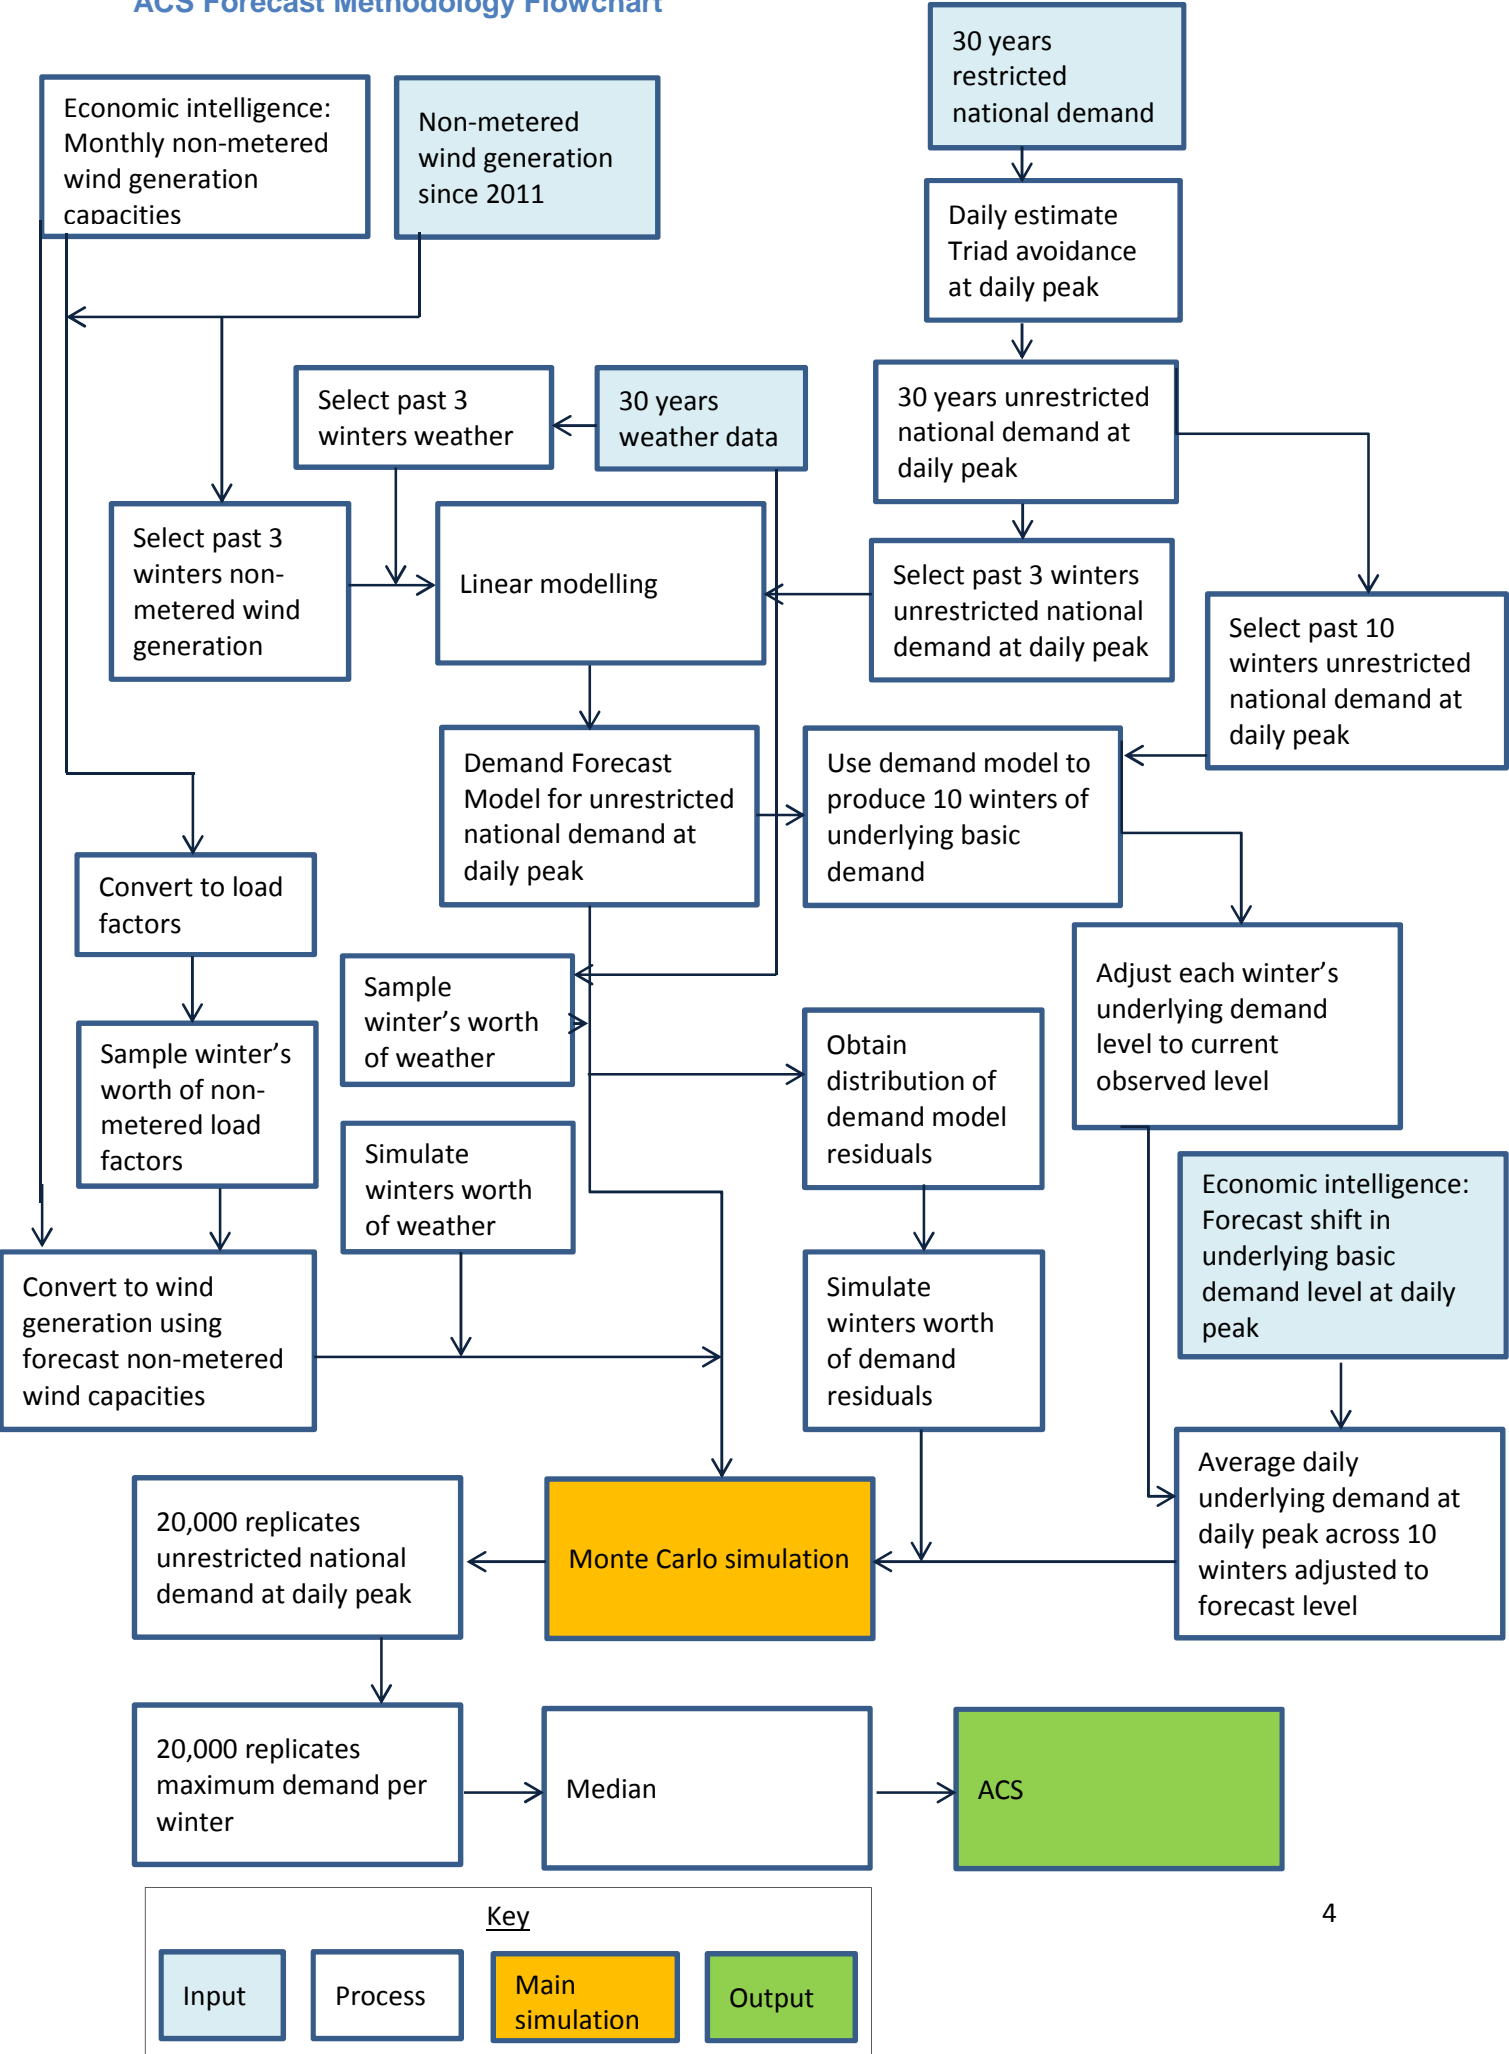 ACS Forecast Methodology Flowchart
30 years
restricted
national demand
Economic intelligence:
Monthly non-metered
wind generation
capacities
Non-metered
wind generation
since 2011
Daily estimate
Triad avoidance
at daily peak
Select past 3
winters weather
30 years
weather data
30 years unrestricted
national demand at
daily peak
Select past 3
winters non-
metered wind
generation
Linear modelling
Select past 3 winters
unrestricted national
demand at daily peak
Select past 10
winters unrestricted
national demand at
daily peak
Demand Forecast
Model for unrestricted
national demand at
daily peak
Use demand model to
produce 10 winters of
underlying basic
demand
Convert to load
factors
Sample
winter’s worth
of weather
Adjust each winter’s
underlying demand
level to current
observed level
Sample winter’s
worth of non-
metered load
factors
Obtain
distribution of
demand model
residuals
Simulate
winters worth
of weather
Economic intelligence:
Forecast shift in
underlying basic
demand level at daily
peak
Convert to wind
generation using
forecast non-metered
wind capacities
Simulate
winters worth
of demand
residuals
Average daily
underlying demand at
daily peak across 10
winters adjusted to
forecast level
20,000 replicates
unrestricted national
demand at daily peak
Monte Carlo simulation
20,000 replicates
maximum demand per
winter
Median
ACS
Key
4
Input
Process
Main
simulation
Output